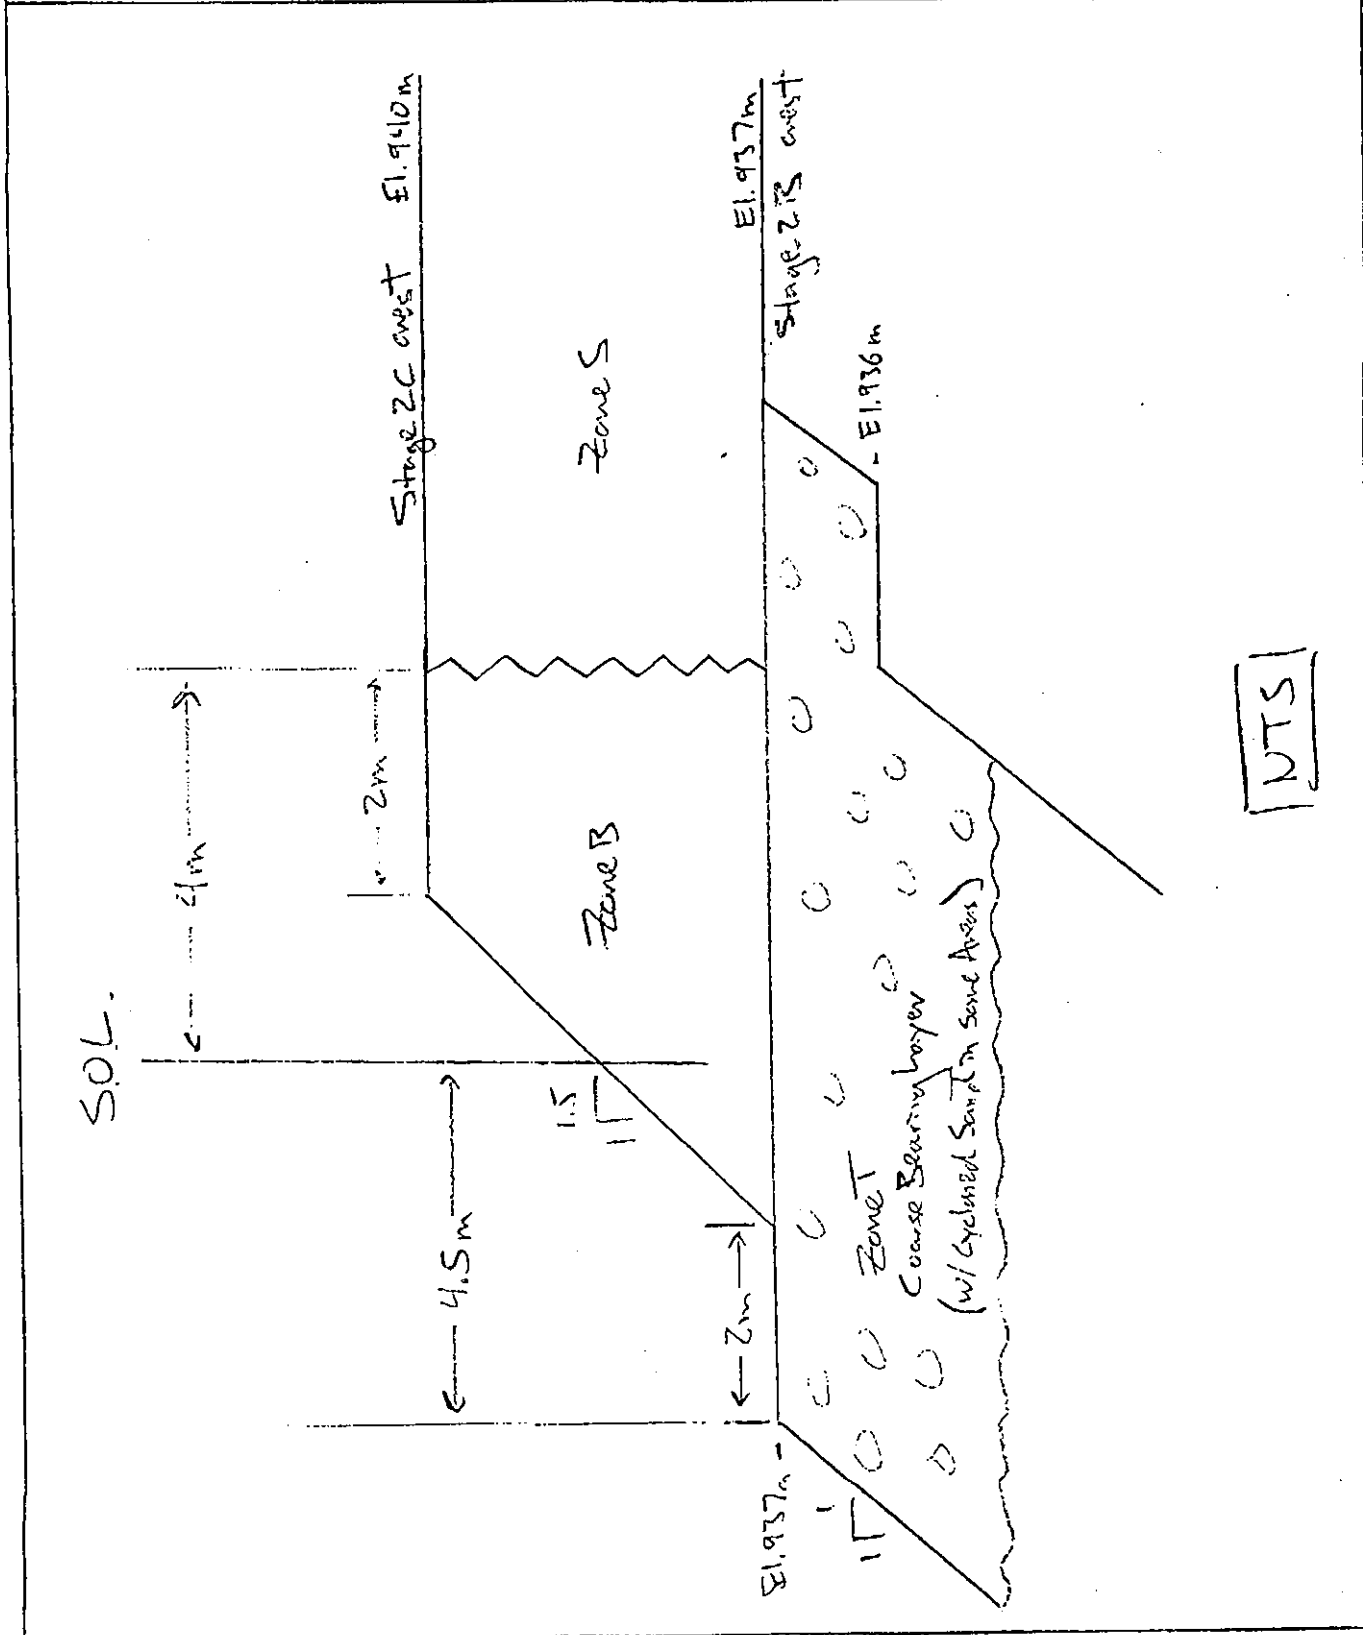 S.O.L.
4m
2m
Stage 2C crest El. 940m
4.5m
1.5
1
Zone B
Zone S
2m
El. 937m
Stage 2B crest
El. 937m
1
1
Zone T
Coarse Bearing Layer
(w/ Cycloned Sand in Some Areas)
El. 936m
NTS